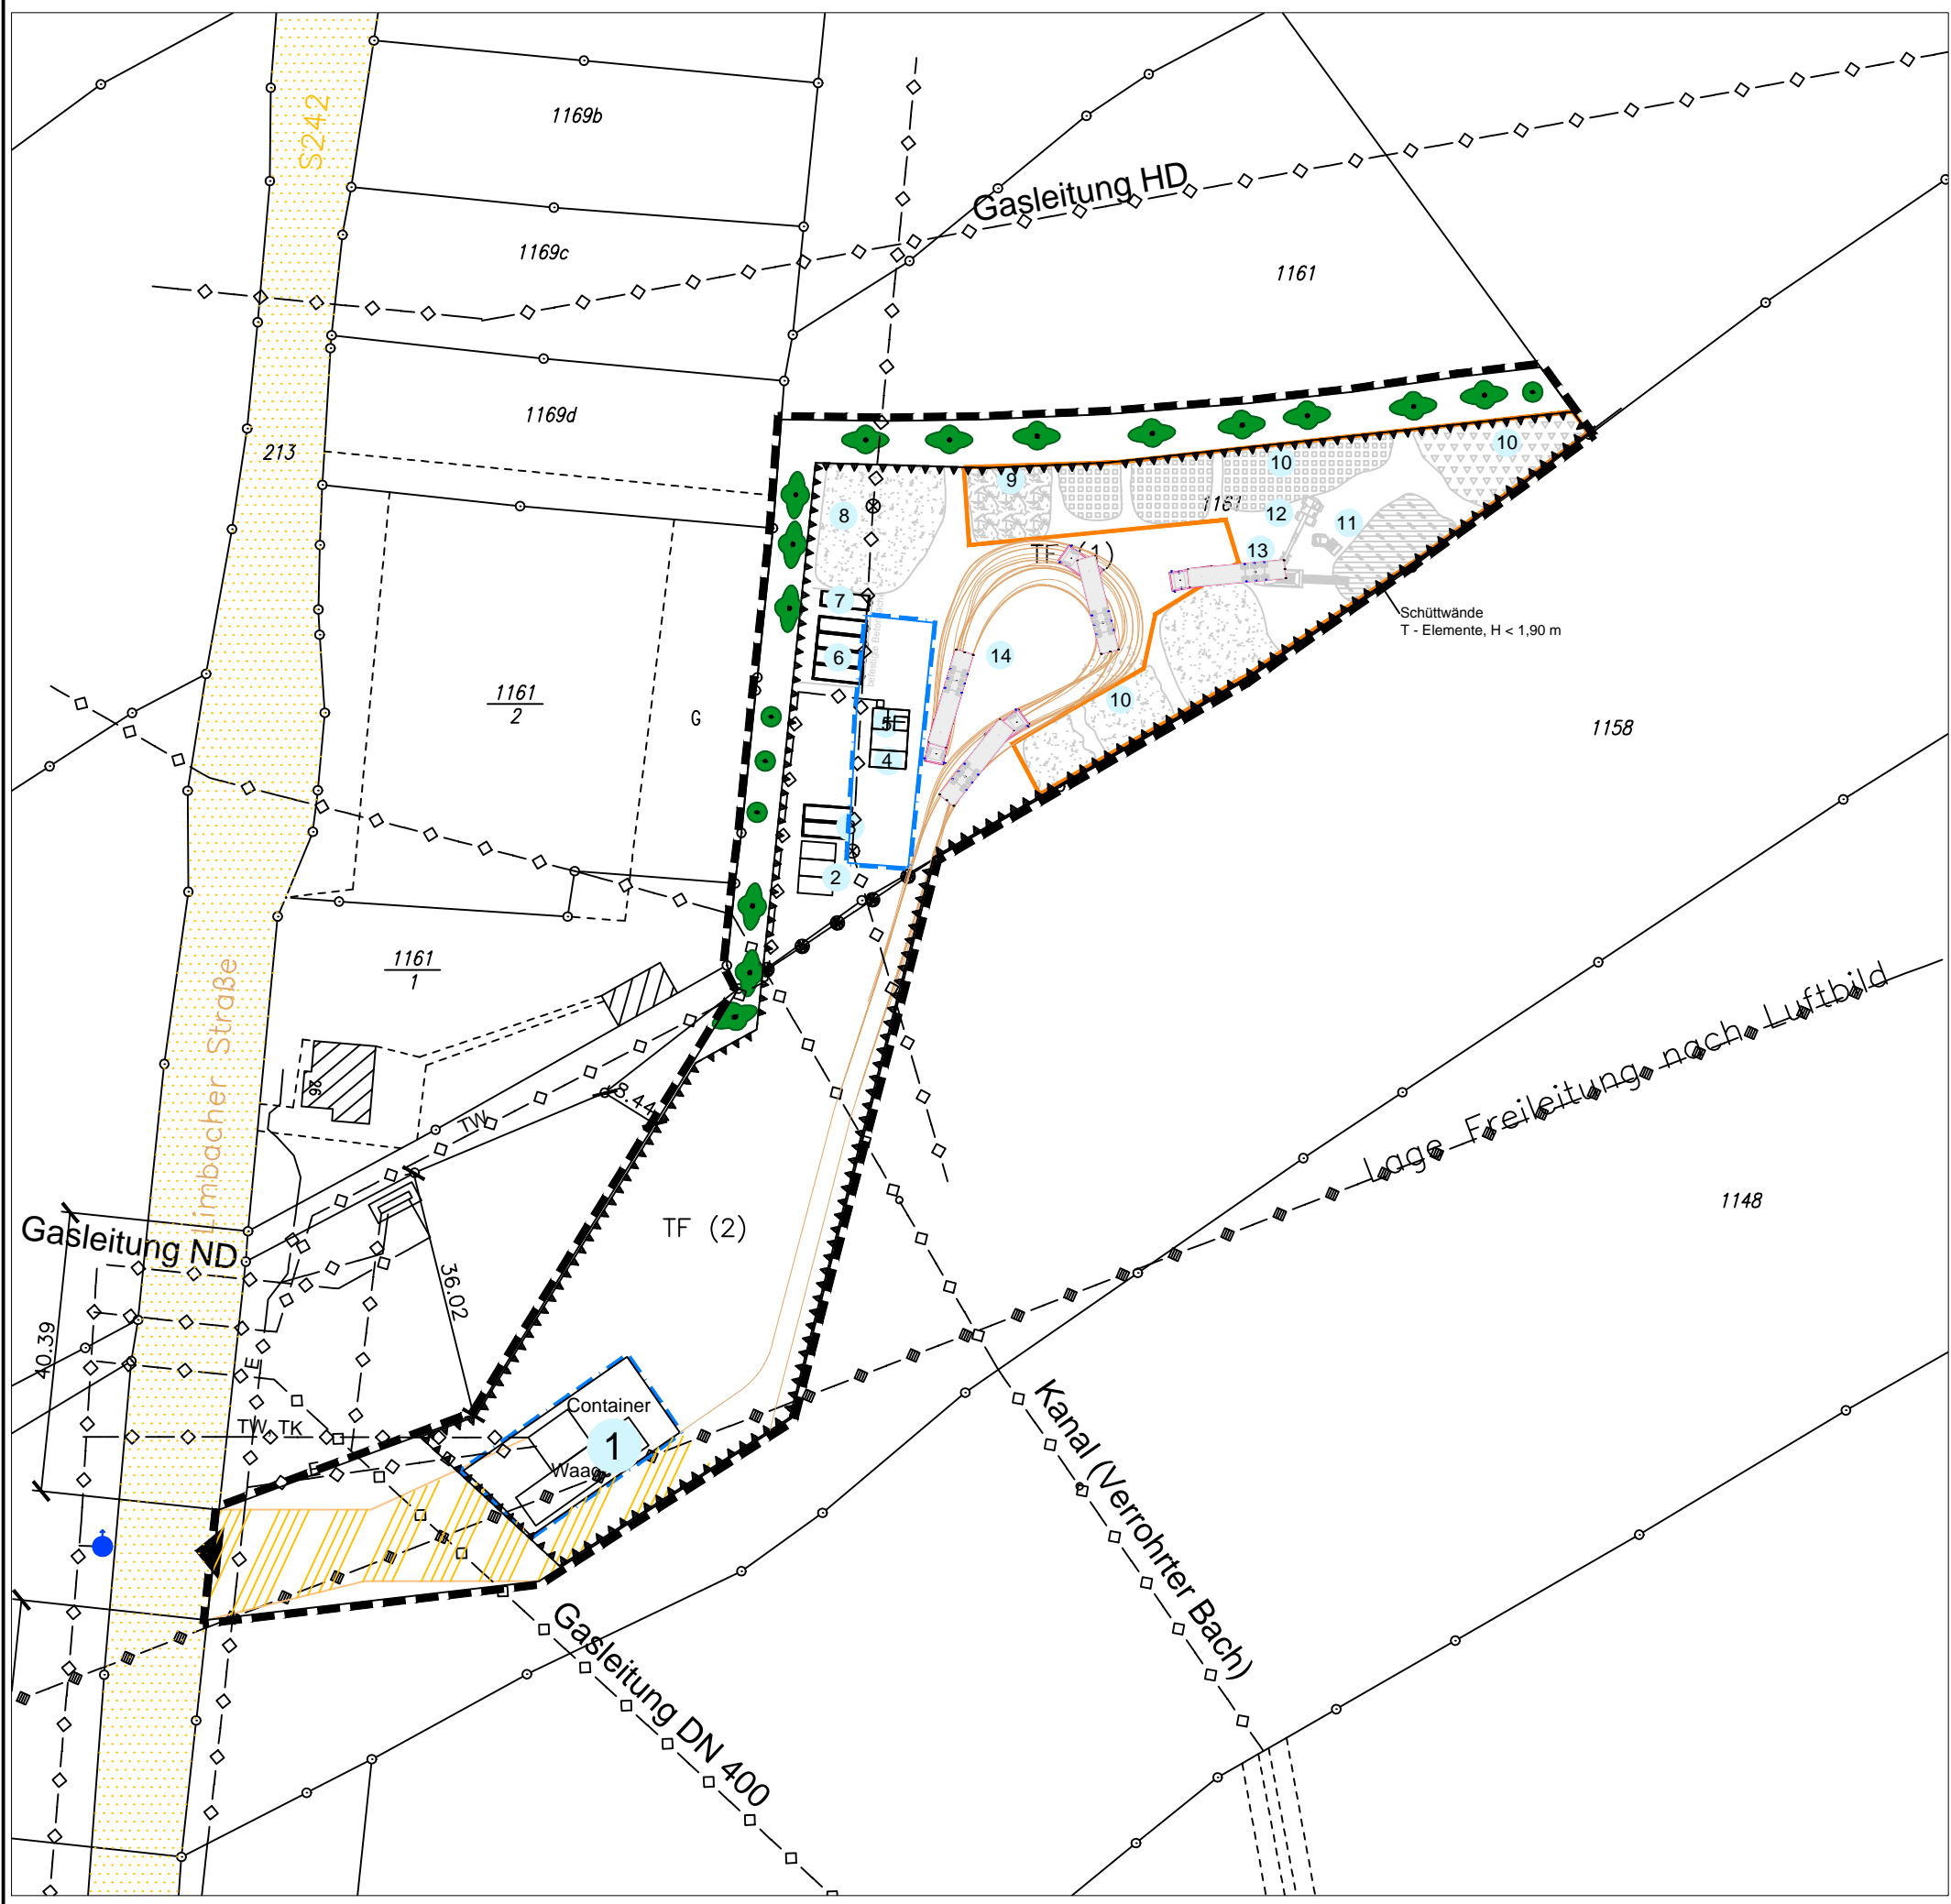 S242
1169b
Gasleitung HD
1169c
1161
1169d
213
10
10
9
8
1161
12
11
TF (1)
13
7
Schüttwände
T - Elemente, H < 1,90 m
6
14
1161
2
G
10
5
4
1158
2
1161
1
Limbacher Straße
26
TW
3.44
Lage Freileitung nach Luftbild
1148
TF (2)
Gasleitung ND
36.02
40.39
E
Container
TW, TK
1
E
Waage
Kanal (Verrohrter Bach)
Gasleitung DN 400